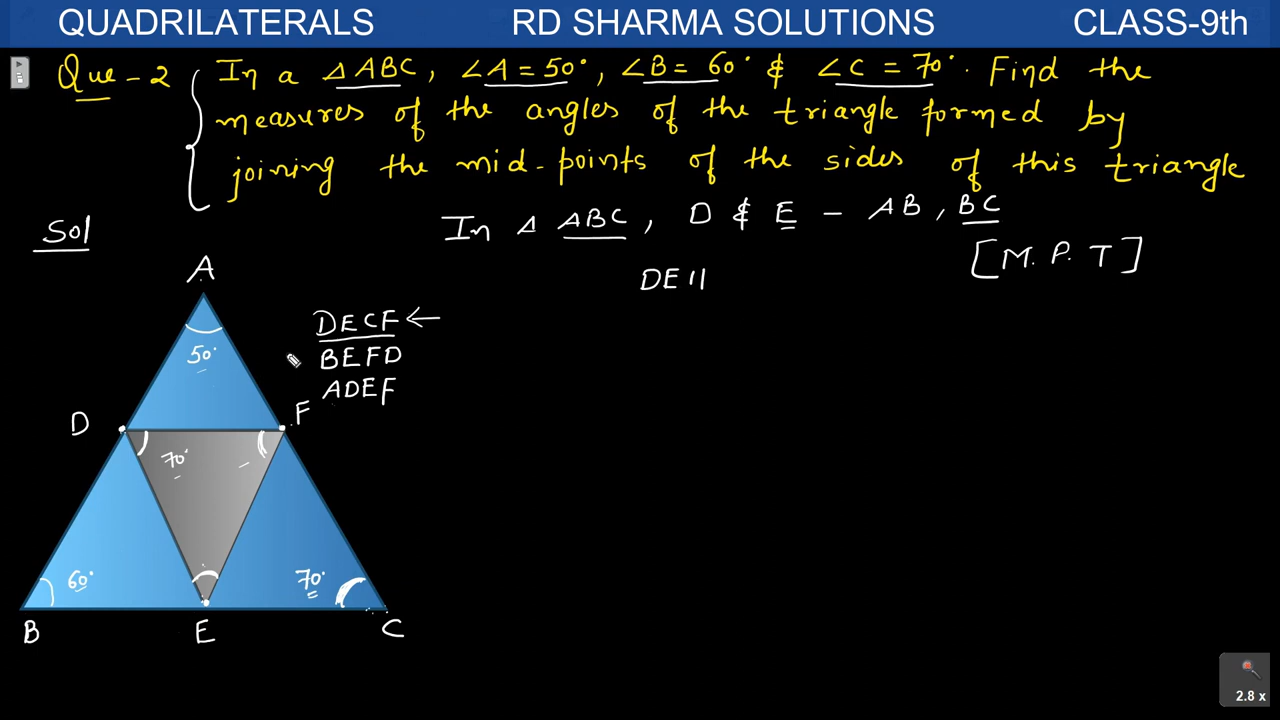 QUADRILATERALS RD SHARMA SOLUTIONS CLASS-9th
Que - 2 In a Δ ABC, ∠A = 50°, ∠B = 60° & ∠C = 70°. Find the
measures of the angles of the triangle formed by
joining the mid-points of the sides of this triangle
Sol
In Δ ABC, D & E - AB, BC
[M. P. T]
DE ||
A
DECF ←
BEFD
ADEF
50°
D
F
70°
60°
70°
B
E
C
2.8 x